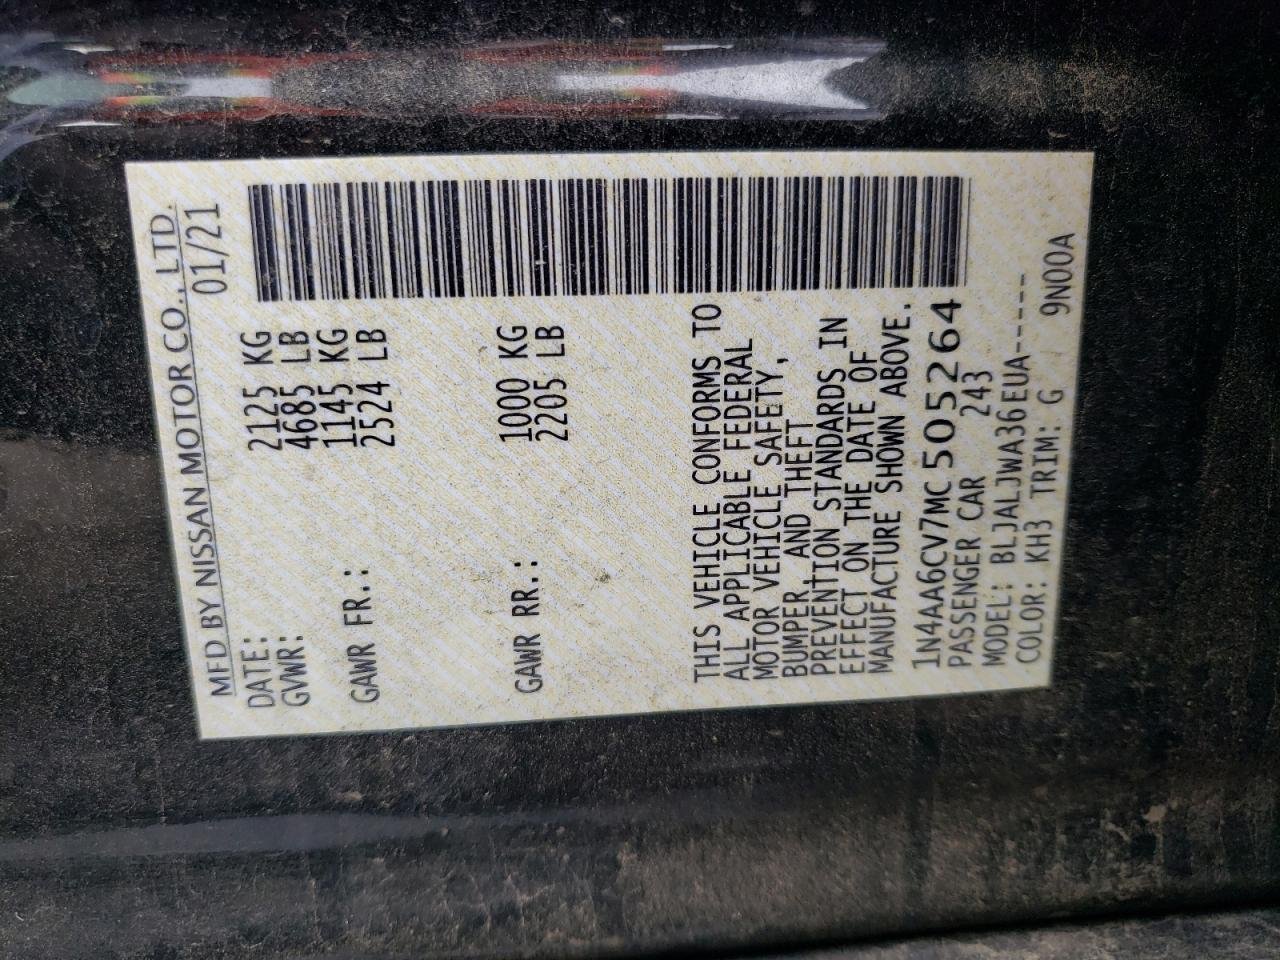 MFD BY NISSAN MOTOR CO., LTD.
DATE: 01/21
GVWR: 2125 KG
4685 LB
GAWR FR.: 1145 KG
2524 LB
GAWR RR.: 1000 KG
2205 LB
THIS VEHICLE CONFORMS TO
ALL APPLICABLE FEDERAL
MOTOR VEHICLE SAFETY,
BUMPER, AND THEFT
PREVENTION STANDARDS IN
EFFECT ON THE DATE OF
MANUFACTURE SHOWN ABOVE.
1N4AA6CV7MC505264
PASSENGER CAR 243
MODEL: BLJALJWA36EUA-----
COLOR: KH3 TRIM: G 9N00A